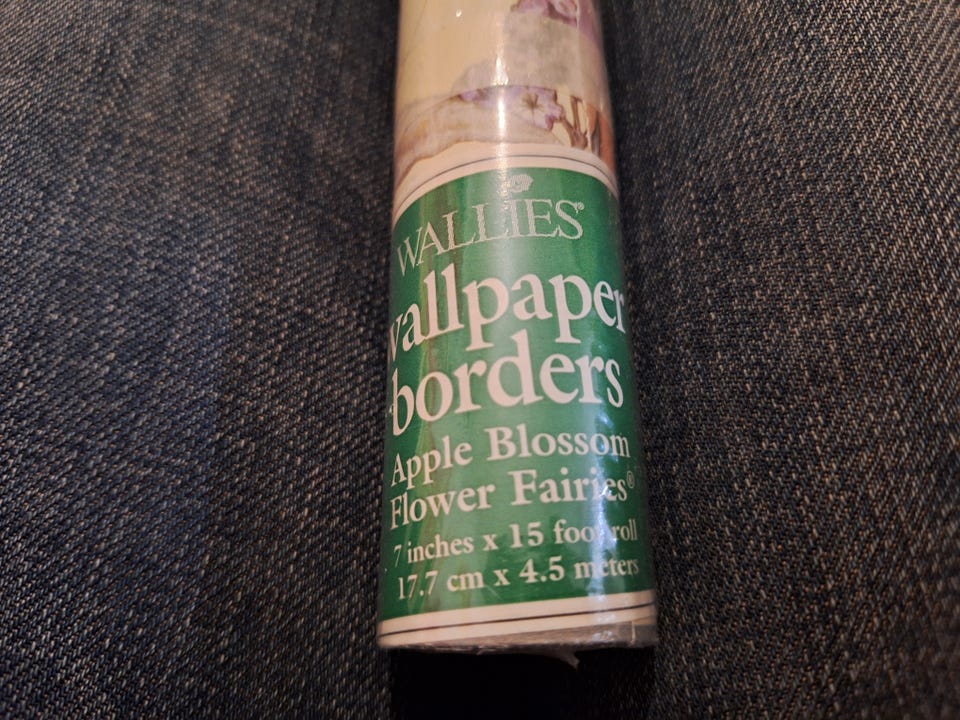 WALLIES®
wallpaper
borders
Apple Blossom
Flower Fairies®
7 inches x 15 foot roll
17.7 cm x 4.5 meters